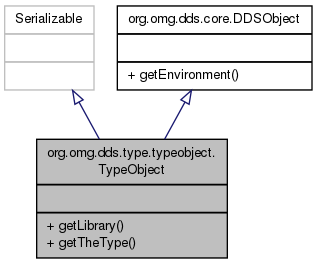 Serializable
org.omg.dds.core.DDSObject
+ getEnvironment()
org.omg.dds.type.typeobject.
TypeObject
+ getLibrary()
+ getTheType()